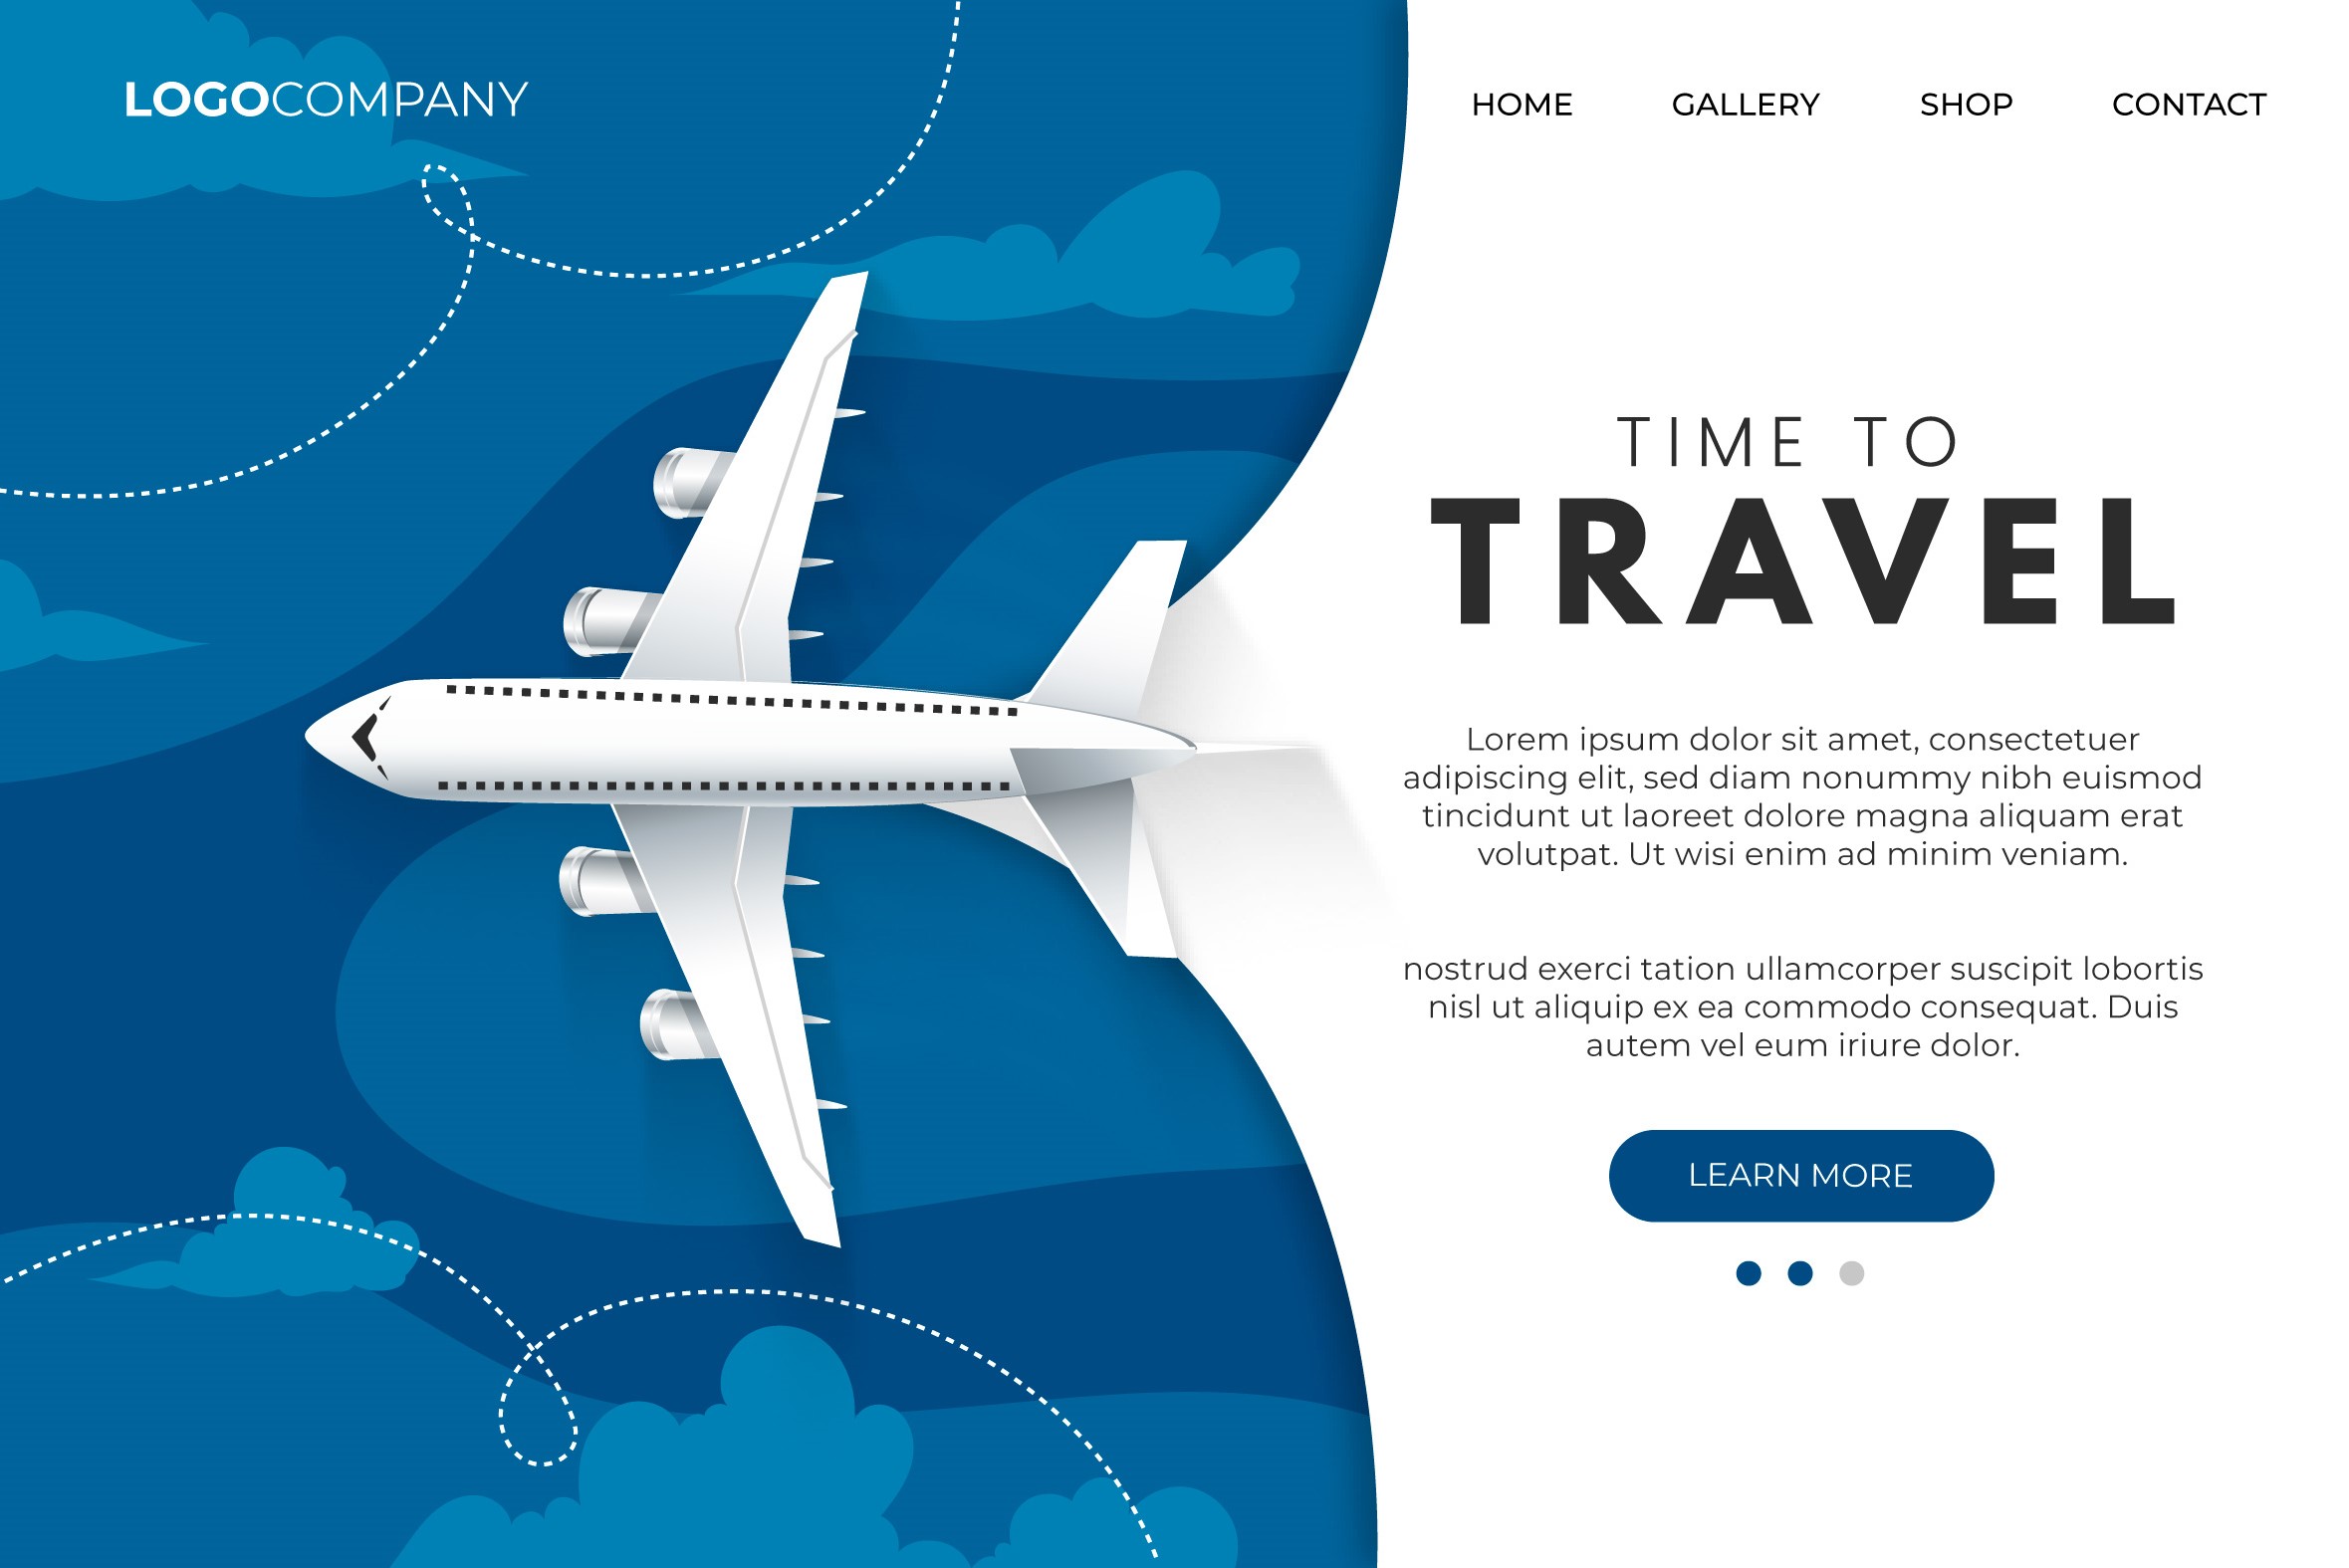 LOGOCOMPANY
HOME GALLERY SHOP CONTACT
TIME TO
TRAVEL
Lorem ipsum dolor sit amet, consectetuer
adipiscing elit, sed diam nonummy nibh euismod
tincidunt ut laoreet dolore magna aliquam erat
volutpat. Ut wisi enim ad minim veniam.
nostrud exerci tation ullamcorper suscipit lobortis
nisl ut aliquip ex ea commodo consequat. Duis
autem vel eum iriure dolor.
LEARN MORE